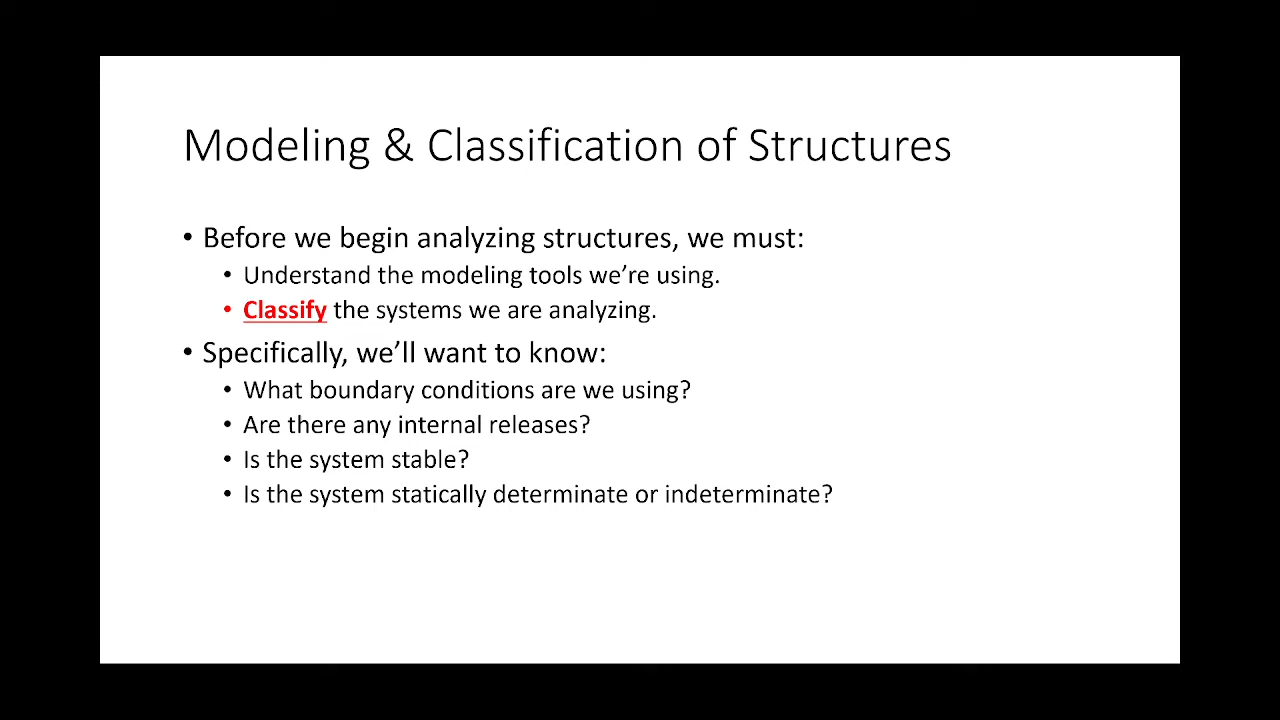 Modeling & Classification of Structures
• Before we begin analyzing structures, we must:
• Understand the modeling tools we’re using.
• Classify the systems we are analyzing.
• Specifically, we’ll want to know:
• What boundary conditions are we using?
• Are there any internal releases?
• Is the system stable?
• Is the system statically determinate or indeterminate?